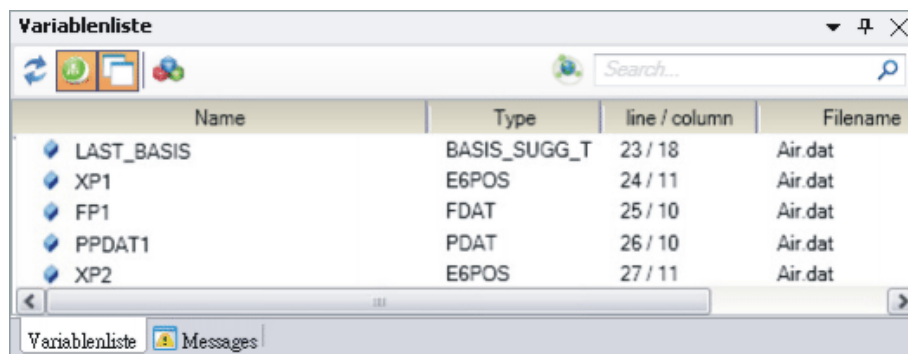 Variablenliste
Search...
Name Type line / column Filename
LAST_BASIS BASIS_SUGG_T 23 / 18 Air.dat
XP1 E6POS 24 / 11 Air.dat
FP1 FDAT 25 / 10 Air.dat
PPDAT1 PDAT 26 / 10 Air.dat
XP2 E6POS 27 / 11 Air.dat
Variablenliste Messages